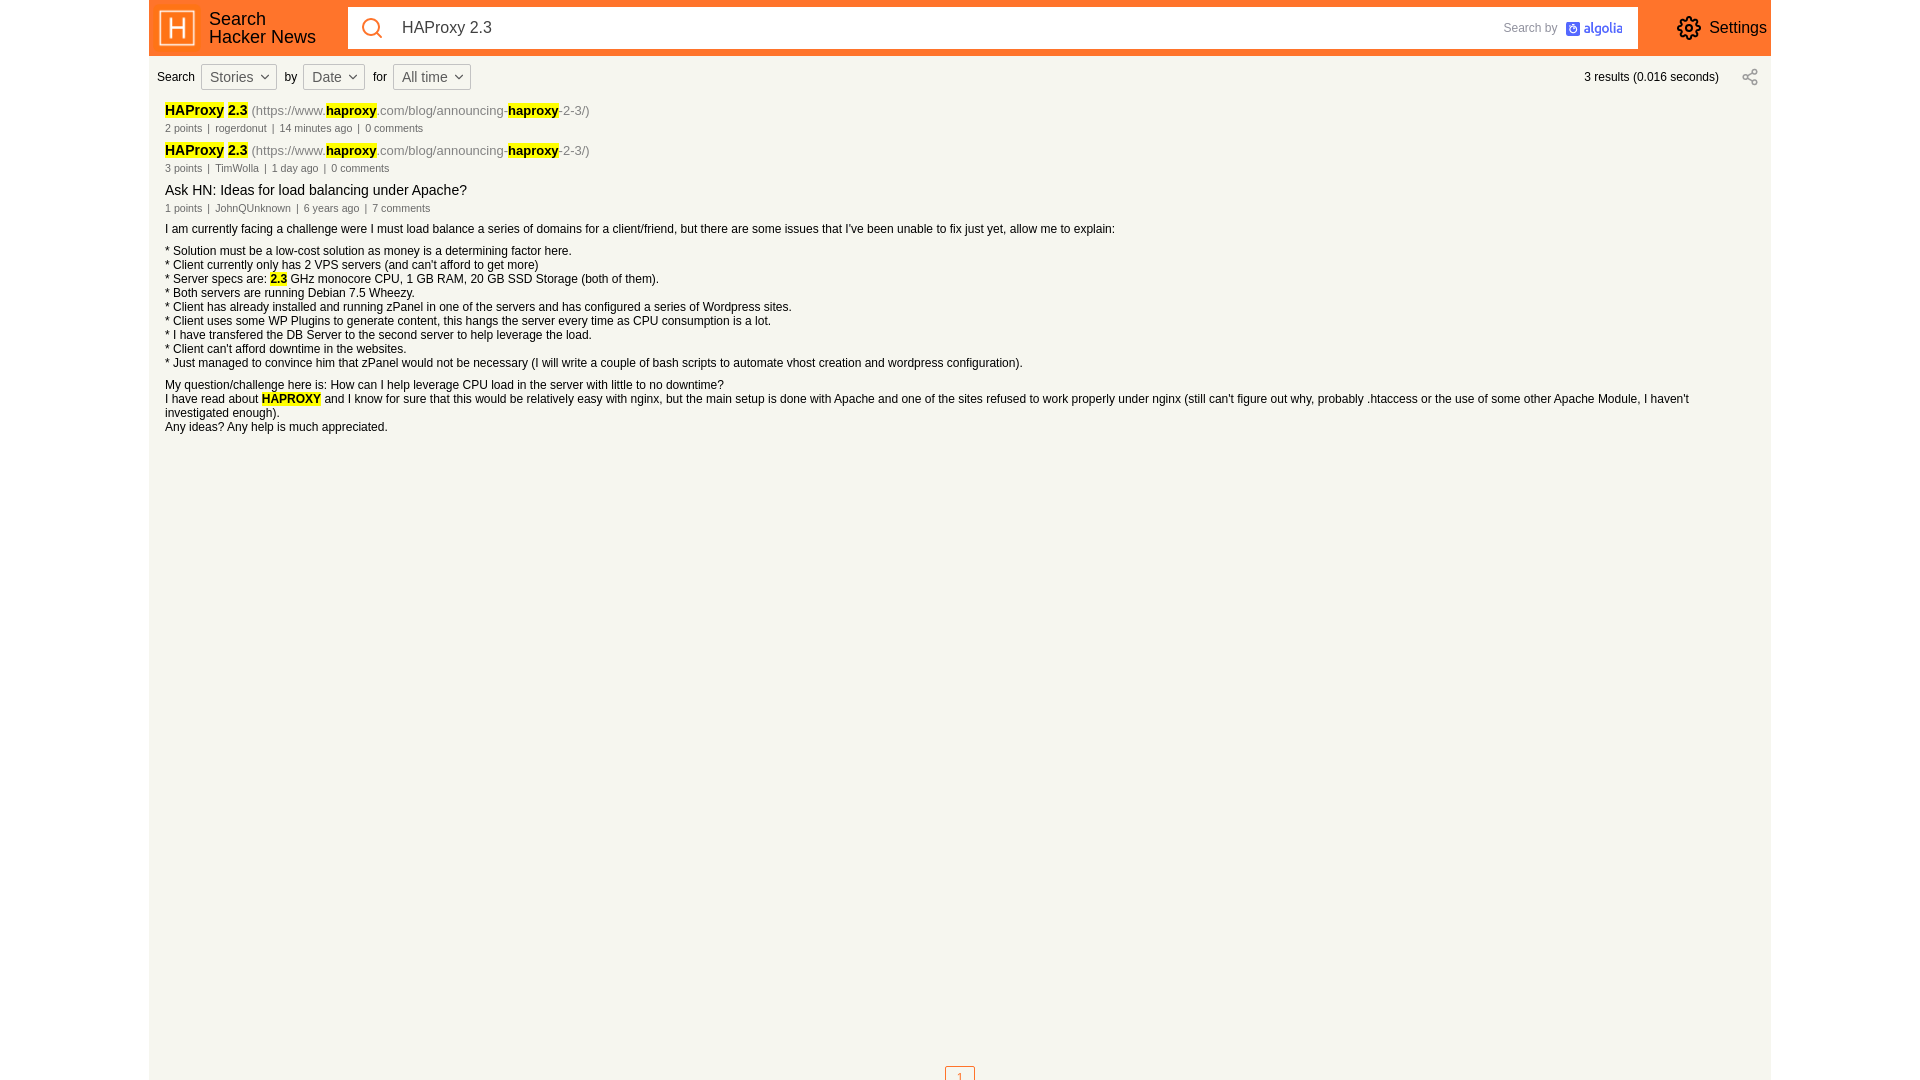 Search
Hacker News
HAProxy 2.3
Search by algolia
Settings
Search Stories by Date for All time
3 results (0.016 seconds)
HAProxy 2.3 (https://www.haproxy.com/blog/announcing-haproxy-2-3/)
2 points | rogerdonut | 14 minutes ago | 0 comments
HAProxy 2.3 (https://www.haproxy.com/blog/announcing-haproxy-2-3/)
3 points | TimWolla | 1 day ago | 0 comments
Ask HN: Ideas for load balancing under Apache?
1 points | JohnQUnknown | 6 years ago | 7 comments
I am currently facing a challenge were I must load balance a series of domains for a client/friend, but there are some issues that I've been unable to fix just yet, allow me to explain:
* Solution must be a low-cost solution as money is a determining factor here.
* Client currently only has 2 VPS servers (and can't afford to get more)
* Server specs are: 2.3 GHz monocore CPU, 1 GB RAM, 20 GB SSD Storage (both of them).
* Both servers are running Debian 7.5 Wheezy.
* Client has already installed and running zPanel in one of the servers and has configured a series of Wordpress sites.
* Client uses some WP Plugins to generate content, this hangs the server every time as CPU consumption is a lot.
* I have transfered the DB Server to the second server to help leverage the load.
* Client can't afford downtime in the websites.
* Just managed to convince him that zPanel would not be necessary (I will write a couple of bash scripts to automate vhost creation and wordpress configuration).
My question/challenge here is: How can I help leverage CPU load in the server with little to no downtime?
I have read about HAPROXY and I know for sure that this would be relatively easy with nginx, but the main setup is done with Apache and one of the sites refused to work properly under nginx (still can't figure out why, probably .htaccess or the use of some other Apache Module, I haven't
investigated enough).
Any ideas? Any help is much appreciated.
1